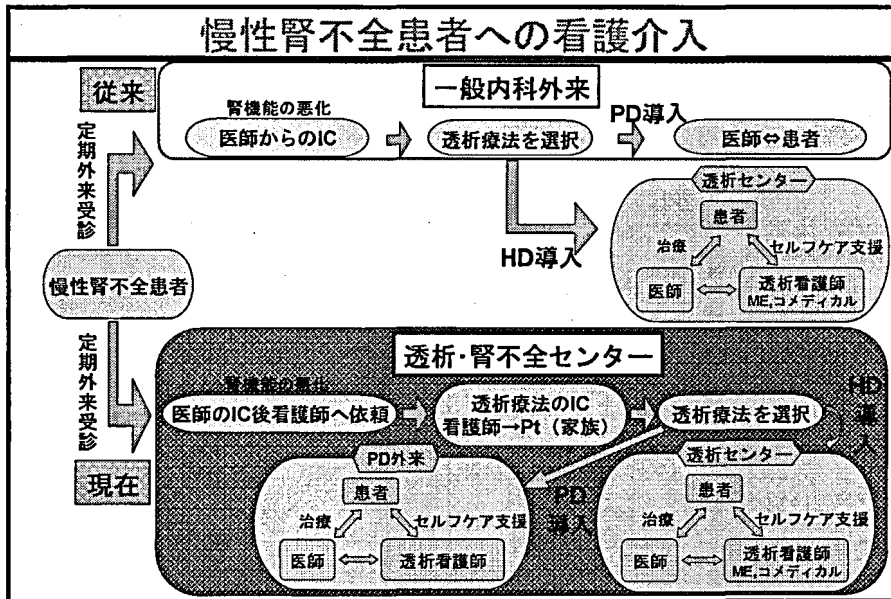 慢性腎不全患者への看護介入
従来
一般内科外来
定期外来受診
腎機能の悪化
医師からのIC
透析療法を選択
PD導入
医師⇔患者
HD導入
透析センター
患者
治療
セルフケア支援
医師
透析看護師
ME,コメディカル
慢性腎不全患者
定期外来受診
現在
透析・腎不全センター
腎機能の悪化
医師のIC後看護師へ依頼
透析療法のIC
看護師→Pt（家族）
透析療法を選択
HD導入
PD導入
PD外来
患者
治療
セルフケア支援
医師
透析看護師
透析センター
患者
治療
セルフケア支援
医師
透析看護師
ME,コメディカル